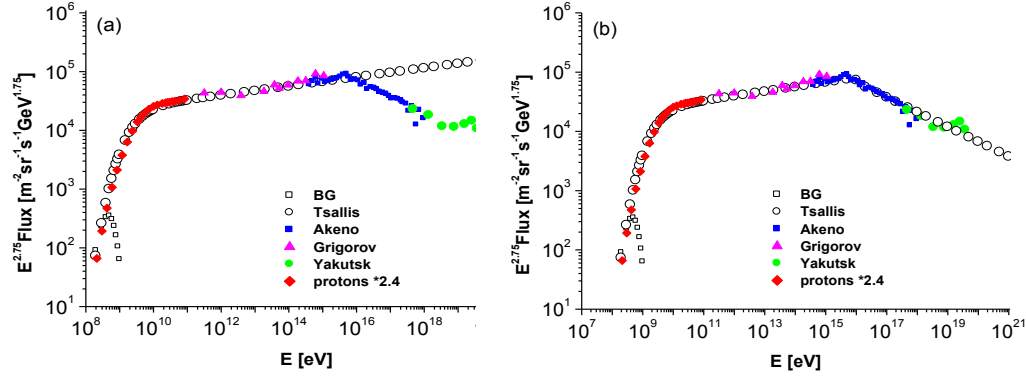 (a)
10^6
10^5
10^4
10^3
10^2
10^1
E^2.75Flux [m^-2sr^-1s^-1GeV^1.75]
BG
Tsallis
Akeno
Grigorov
Yakutsk
protons *2.4
10^8 10^10 10^12 10^14 10^16 10^18
E [eV]
(b)
10^6
10^5
10^4
10^3
10^2
10^1
E^2.75Flux [m^-2sr^-1s^-1GeV^1.75]
BG
Tsallis
Akeno
Grigorov
Yakutsk
protons *2.4
10^7 10^9 10^11 10^13 10^15 10^17 10^19 10^21
E [eV]